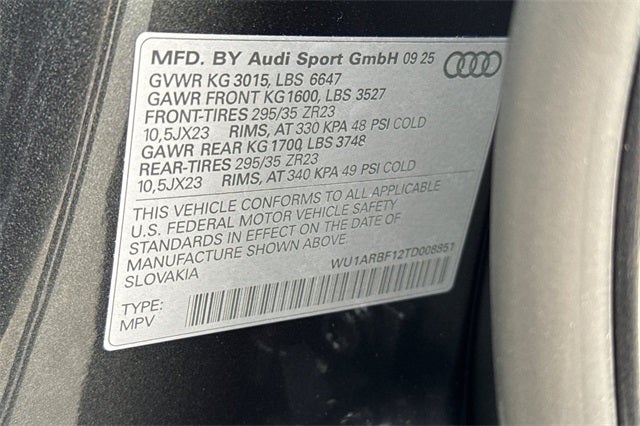 MFD. BY Audi Sport GmbH 09 25
GVWR KG 3015, LBS 6647
GAWR FRONT KG1600, LBS 3527
FRONT-TIRES 295/35 ZR23
10,5JX23 RIMS, AT 330 KPA 48 PSI COLD
GAWR REAR KG 1700, LBS 3748
REAR-TIRES 295/35 ZR23
10,5JX23 RIMS, AT 340 KPA 49 PSI COLD
THIS VEHICLE CONFORMS TO ALL APPLICABLE
U.S. FEDERAL MOTOR VEHICLE SAFETY
STANDARDS IN EFFECT ON THE DATE OF
MANUFACTURE SHOWN ABOVE.
SLOVAKIA WU1ARBF12TD008851
TYPE:
MPV